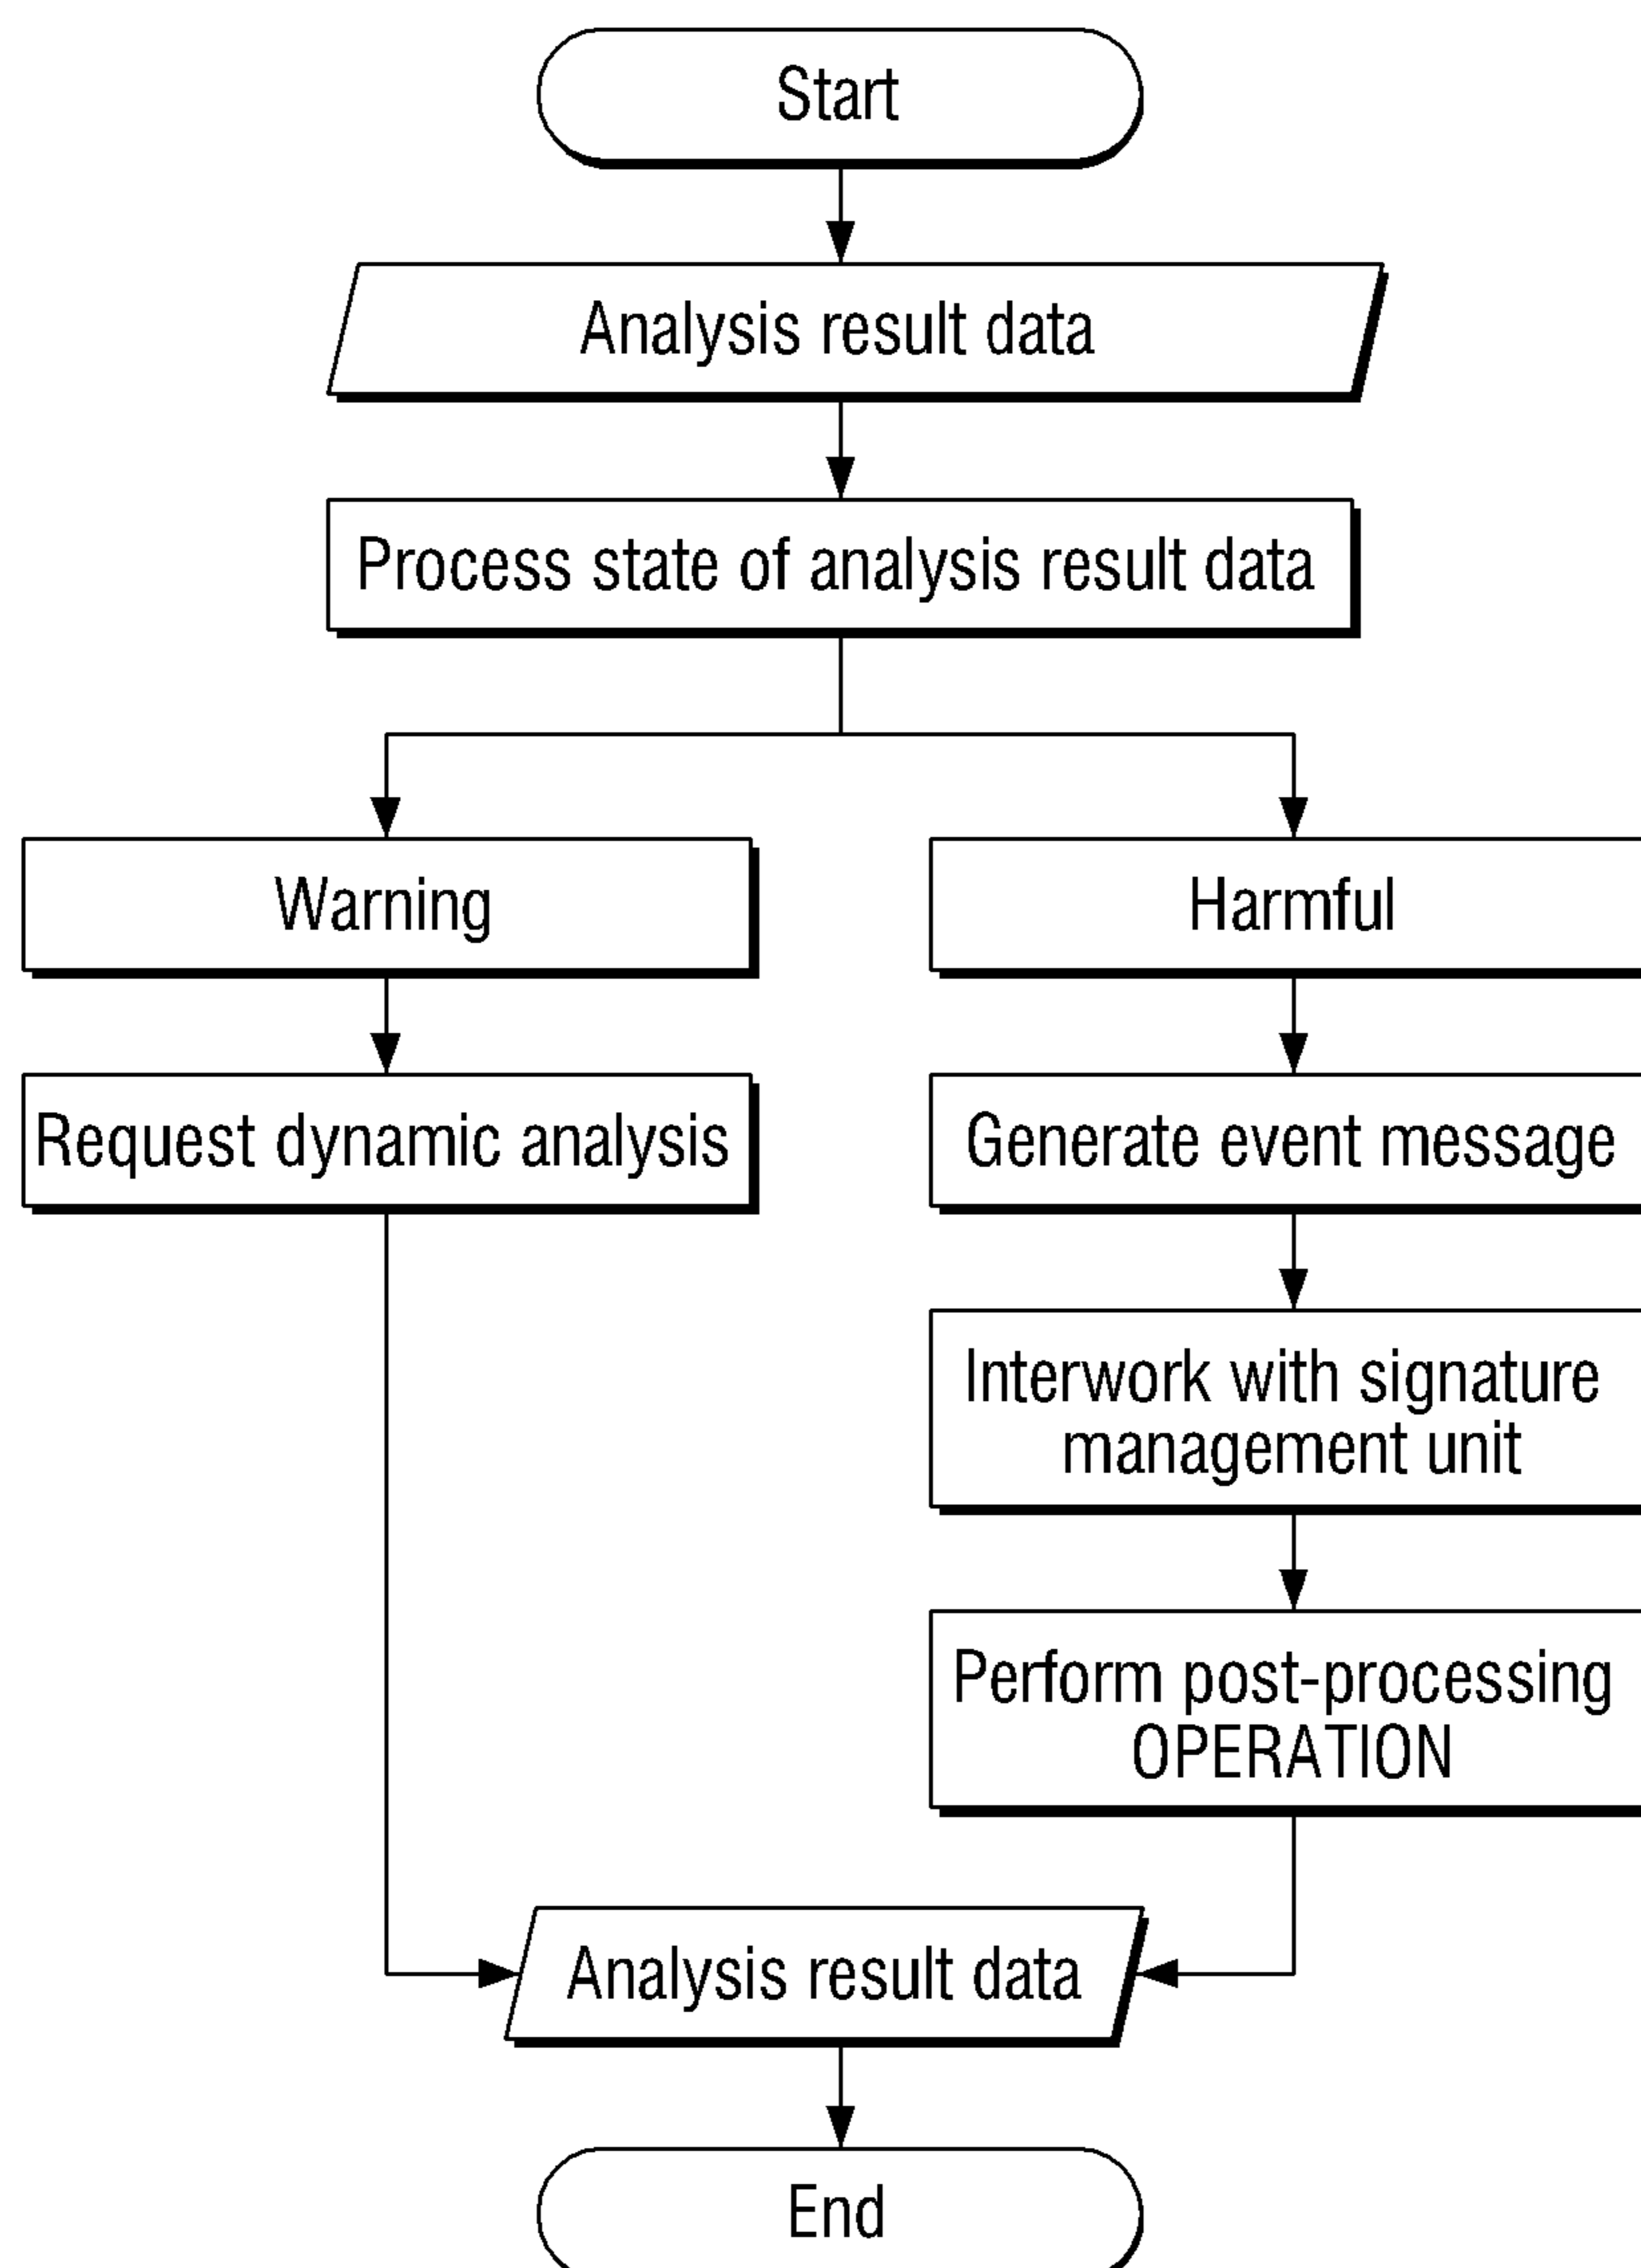 Start
Analysis result data
Process state of analysis result data
Warning
Harmful
Request dynamic analysis
Generate event message
Interwork with signature
management unit
Perform post-processing
OPERATION
Analysis result data
End